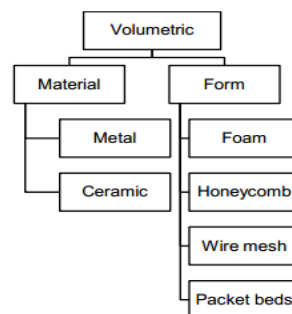 Volumetric
Material
Form
Metal
Foam
Ceramic
Honeycomb
Wire mesh
Packet beds